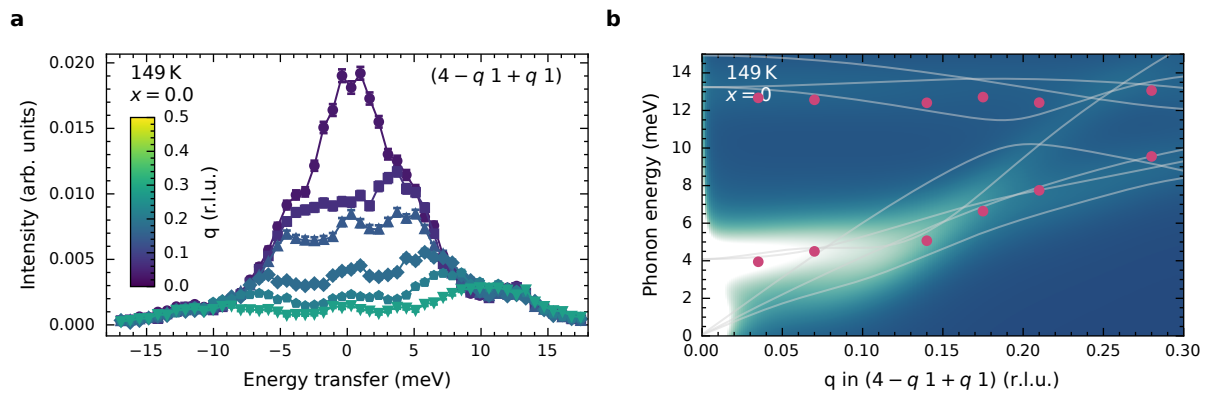 a
149 K
x = 0.0
(4 − q 1 + q 1)
0.020
0.015
0.010
0.005
0.000
Intensity (arb. units)
0.5
0.4
0.3
0.2
0.1
0.0
q (r.l.u.)
−15 −10 −5 0 5 10 15
Energy transfer (meV)
b
149 K
x = 0
14
12
10
8
6
4
2
0
Phonon energy (meV)
0.00 0.05 0.10 0.15 0.20 0.25 0.30
q in (4 − q 1 + q 1) (r.l.u.)